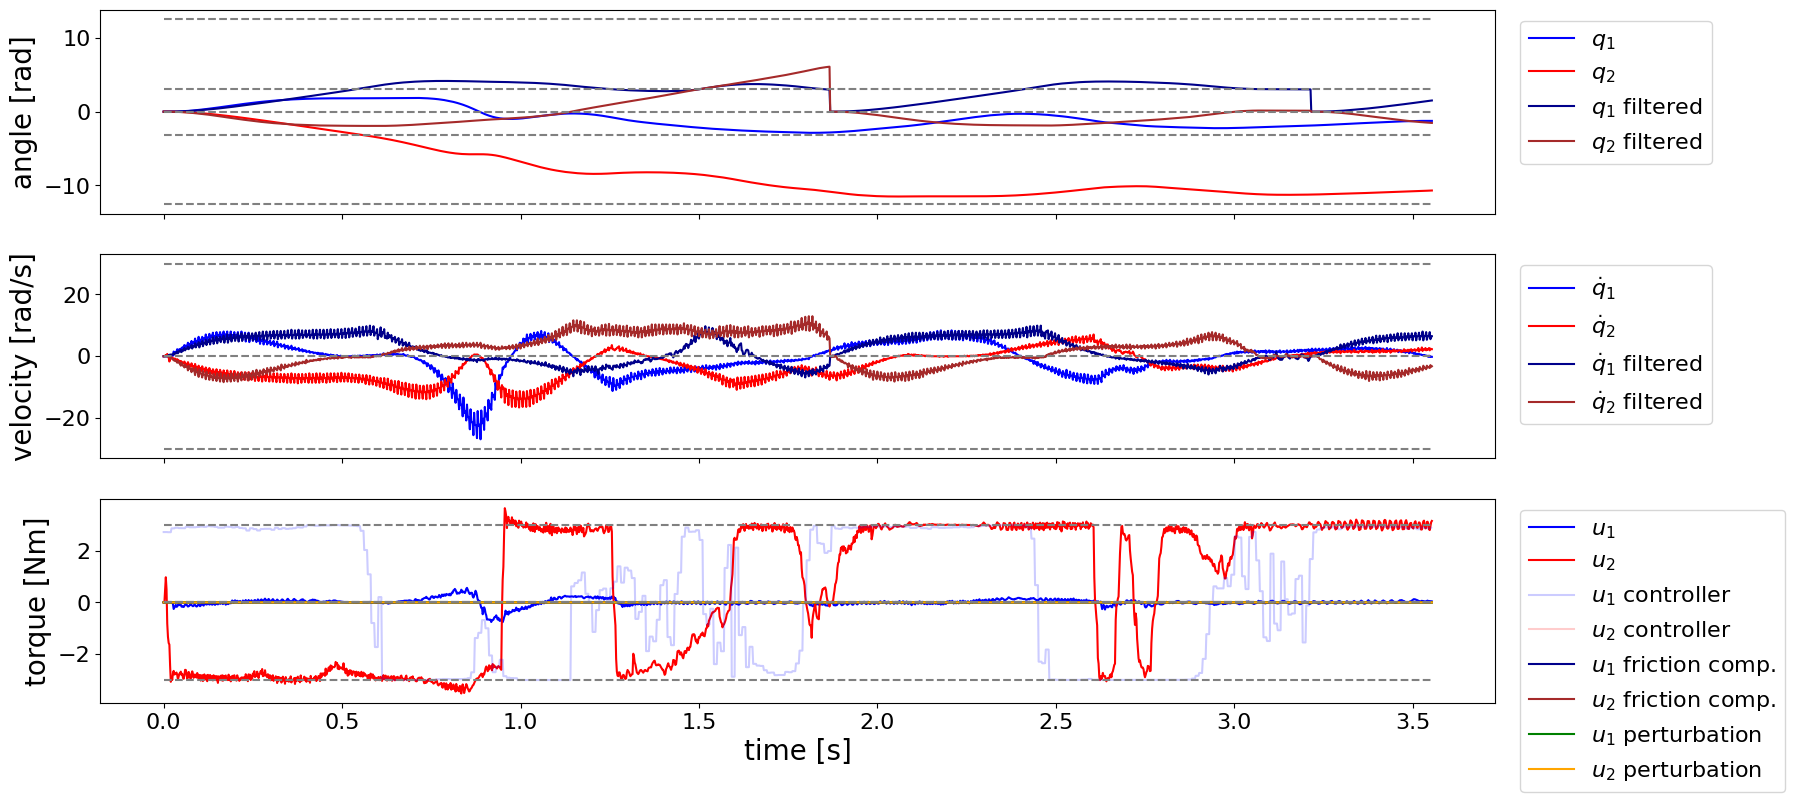 angle [rad]
10
0
−10
q₁
q₂
q₁ filtered
q₂ filtered
velocity [rad/s]
20
0
−20
q̇₁
q̇₂
q̇₁ filtered
q̇₂ filtered
torque [Nm]
2
0
−2
0.0 0.5 1.0 1.5 2.0 2.5 3.0 3.5
time [s]
u₁
u₂
u₁ controller
u₂ controller
u₁ friction comp.
u₂ friction comp.
u₁ perturbation
u₂ perturbation